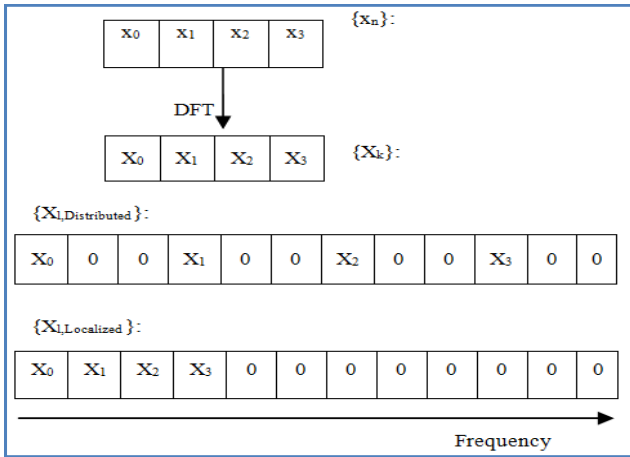 x₀ x₁ x₂ x₃ {xₙ}:
DFT
X₀ X₁ X₂ X₃ {Xₖ}:
{Xₗ,Distributed}:
X₀ 0 0 X₁ 0 0 X₂ 0 0 X₃ 0 0
{Xₗ,Localized}:
X₀ X₁ X₂ X₃ 0 0 0 0 0 0 0 0
Frequency